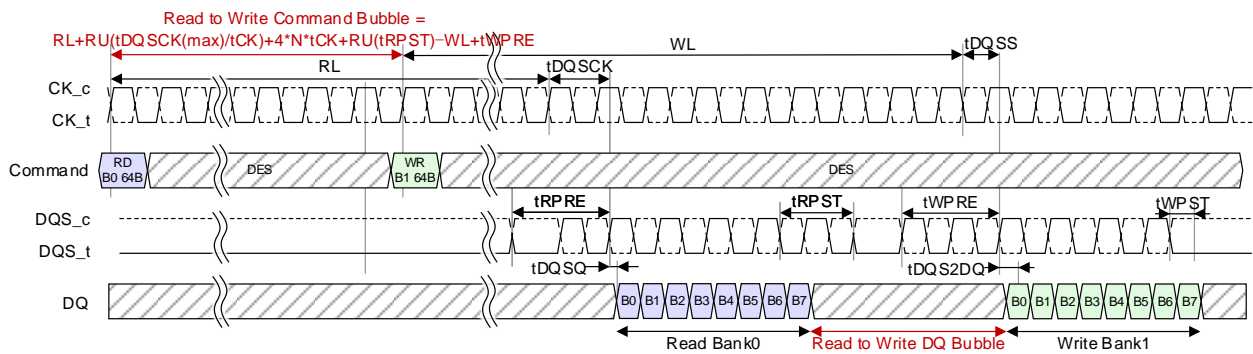 Read to Write Command Bubble =
RL+RU(tDQSCK(max)/tCK)+4*N*tCK+RU(tRPST)−WL+tWPRE
WL
tDQSS
RL
tDQSCK
CK_c
CK_t
Command
RD
B0 64B
DES
WR
B1 64B
DES
DQS_c
DQS_t
tRPRE
tRPST
tWPRE
tWPST
tDQSQ
tDQS2DQ
DQ
B0 B1 B2 B3 B4 B5 B6 B7
B0 B1 B2 B3 B4 B5 B6 B7
Read Bank0
Read to Write DQ Bubble
Write Bank1